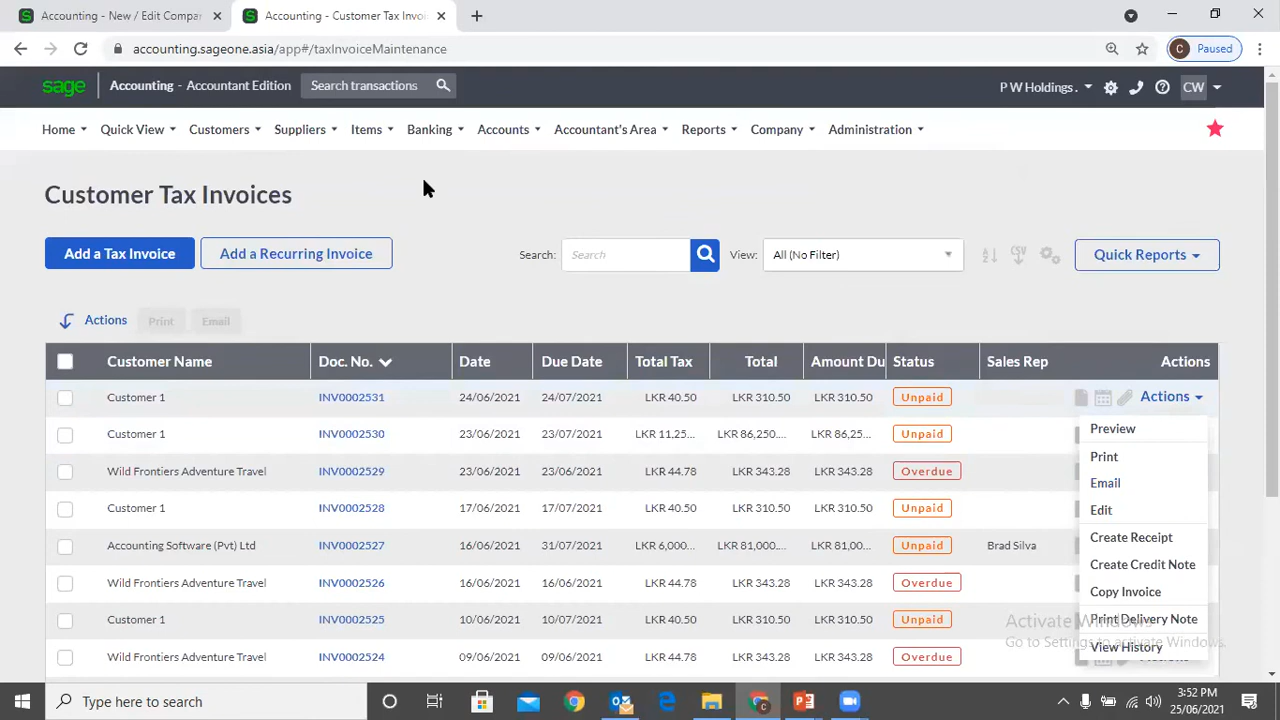 Accounting - New / Edit Compa
Accounting - Customer Tax Invoi
accounting.sageone.asia/app#/taxInvoiceMaintenance
C Paused
sage Accounting - Accountant Edition Search transactions P W Holdings . CW
Home Quick View Customers Suppliers Items Banking Accounts Accountant's Area Reports Company Administration
Customer Tax Invoices
Add a Tax Invoice Add a Recurring Invoice Search: Search View: All (No Filter) CSV Quick Reports
Actions Print Email
Customer Name Doc. No. Date Due Date Total Tax Total Amount Du Status Sales Rep Actions
Customer 1 INV0002531 24/06/2021 24/07/2021 LKR 40.50 LKR 310.50 LKR 310.50 Unpaid Actions
Customer 1 INV0002530 23/06/2021 23/07/2021 LKR 11,25... LKR 86,250.... LKR 86,25... Unpaid
Wild Frontiers Adventure Travel INV0002529 23/06/2021 23/06/2021 LKR 44.78 LKR 343.28 LKR 343.28 Overdue
Customer 1 INV0002528 17/06/2021 17/07/2021 LKR 40.50 LKR 310.50 LKR 310.50 Unpaid
Accounting Software (Pvt) Ltd INV0002527 16/06/2021 31/07/2021 LKR 6,000... LKR 81,000.... LKR 81,00... Unpaid Brad Silva
Wild Frontiers Adventure Travel INV0002526 16/06/2021 16/06/2021 LKR 44.78 LKR 343.28 LKR 343.28 Overdue
Customer 1 INV0002525 10/06/2021 10/07/2021 LKR 40.50 LKR 310.50 LKR 310.50 Unpaid
Wild Frontiers Adventure Travel INV0002524 09/06/2021 09/06/2021 LKR 44.78 LKR 343.28 LKR 343.28 Overdue
Preview
Print
Email
Edit
Create Receipt
Create Credit Note
Copy Invoice
Print Delivery Note
View History
Activate Windows
Go to Settings to activate Windows.
Type here to search
3:52 PM
25/06/2021